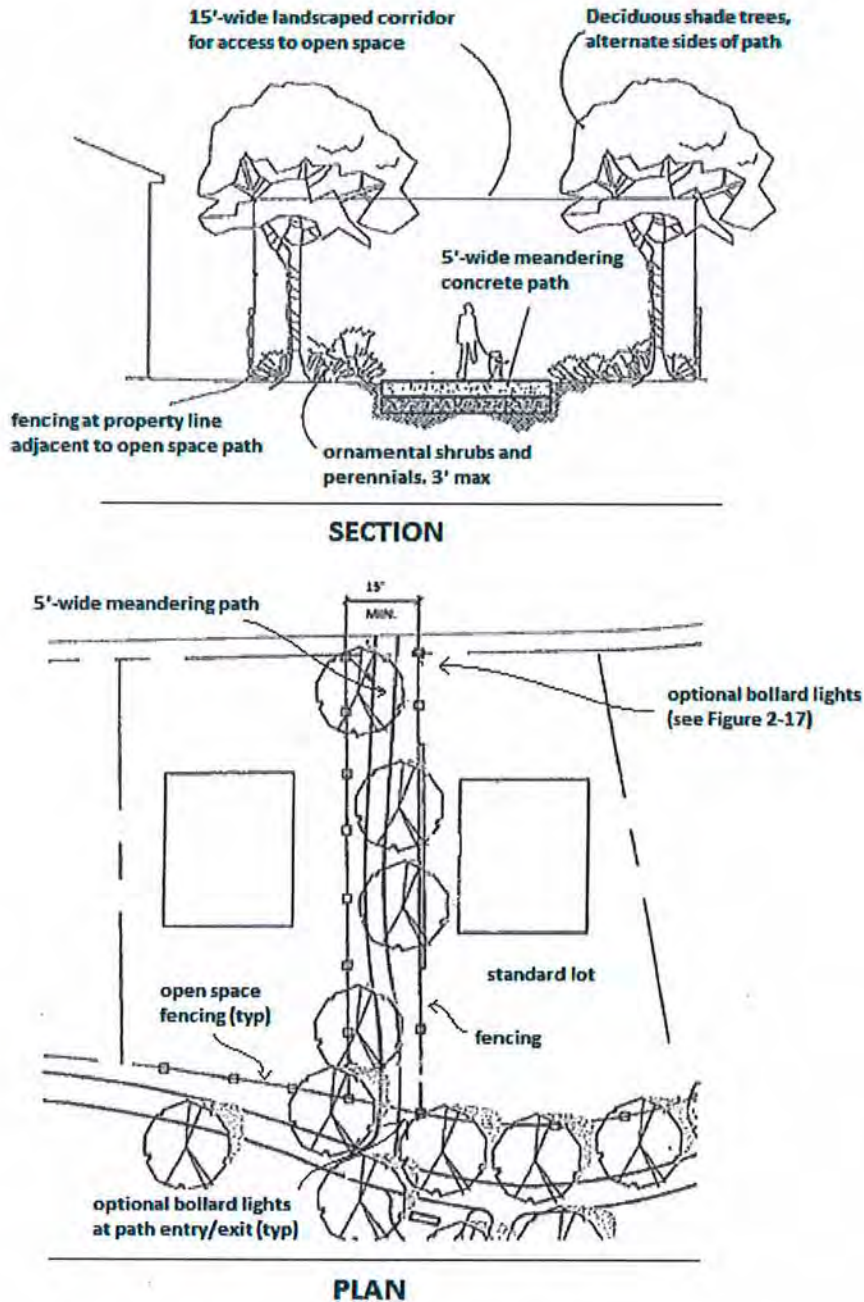 15'-wide landscaped corridor
for access to open space
Deciduous shade trees,
alternate sides of path
5'-wide meandering
concrete path
fencing at property line
adjacent to open space path
ornamental shrubs and
perennials, 3' max
SECTION
15'
MIN.
5'-wide meandering path
optional bollard lights
(see Figure 2-17)
standard lot
open space
fencing (typ)
fencing
optional bollard lights
at path entry/exit (typ)
PLAN